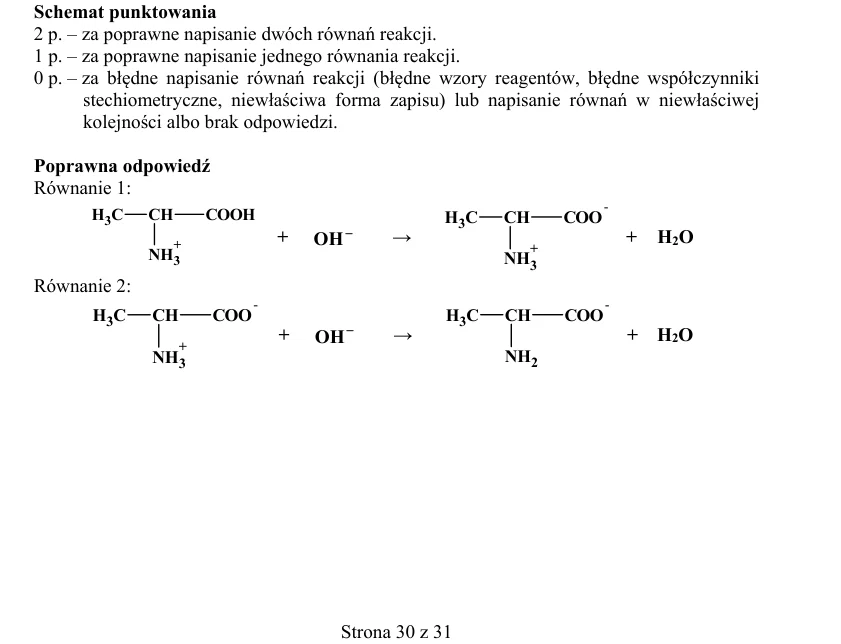 Schemat punktowania
2 p. – za poprawne napisanie dwóch równań reakcji.
1 p. – za poprawne napisanie jednego równania reakcji.
0 p. – za błędne napisanie równań reakcji (błędne wzory reagentów, błędne współczynniki
stechiometryczne, niewłaściwa forma zapisu) lub napisanie równań w niewłaściwej
kolejności albo brak odpowiedzi.
Poprawna odpowiedź
Równanie 1:
H₃C—CH—COOH + OH⁻ → H₃C—CH—COO⁻ + H₂O
NH₃⁺ NH₃⁺
Równanie 2:
H₃C—CH—COO⁻ + OH⁻ → H₃C—CH—COO⁻ + H₂O
NH₃⁺ NH₂
Strona 30 z 31